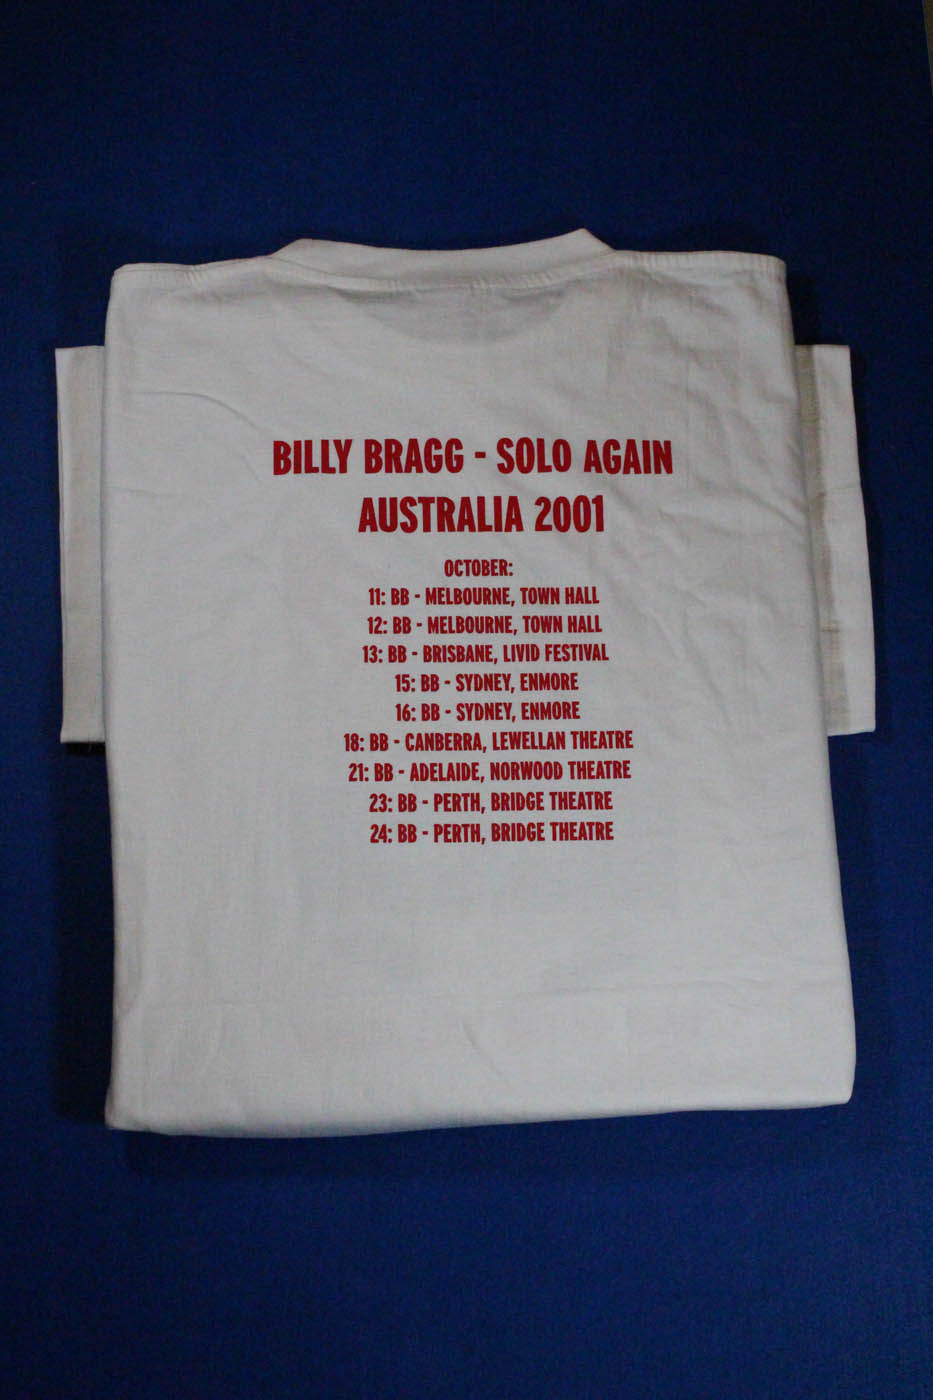 BILLY BRAGG - SOLO AGAIN
AUSTRALIA 2001
OCTOBER:
11: BB - MELBOURNE, TOWN HALL
12: BB - MELBOURNE, TOWN HALL
13: BB - BRISBANE, LIVID FESTIVAL
15: BB - SYDNEY, ENMORE
16: BB - SYDNEY, ENMORE
18: BB - CANBERRA, LEWELLAN THEATRE
21: BB - ADELAIDE, NORWOOD THEATRE
23: BB - PERTH, BRIDGE THEATRE
24: BB - PERTH, BRIDGE THEATRE